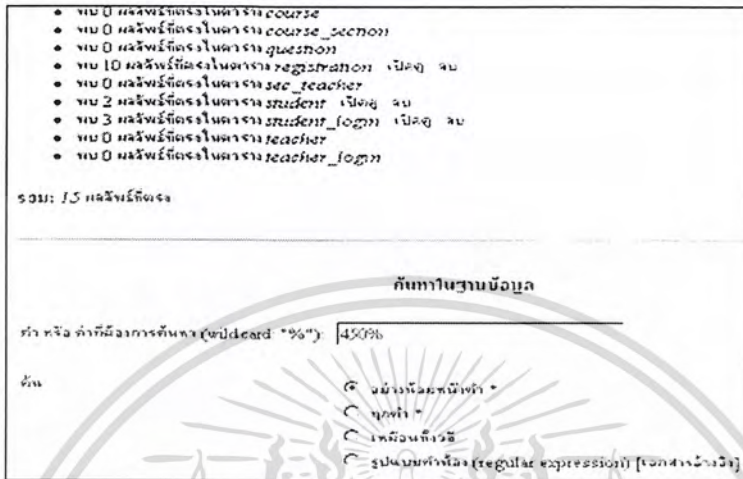 • พบ 0 ผลลัพธ์ที่ตรงในตาราง course
• พบ 0 ผลลัพธ์ที่ตรงในตาราง course_section
• พบ 0 ผลลัพธ์ที่ตรงในตาราง question
• พบ 10 ผลลัพธ์ที่ตรงในตาราง registration เปิดดู ลบ
• พบ 0 ผลลัพธ์ที่ตรงในตาราง sec_teacher
• พบ 2 ผลลัพธ์ที่ตรงในตาราง student เปิดดู ลบ
• พบ 3 ผลลัพธ์ที่ตรงในตาราง student_login เปิดดู ลบ
• พบ 0 ผลลัพธ์ที่ตรงในตาราง teacher
• พบ 0 ผลลัพธ์ที่ตรงในตาราง teacher_login
รวม: 15 ผลลัพธ์ที่ตรง
ค้นหาในฐานข้อมูล
คำ หรือ ค่าที่ต้องการค้นหา (wildcard: "%"): 450%
ค้น
อย่างน้อยหนึ่งคำ *
ทุกคำ *
เหมือนทั้งวลี
รูปแบบคำพ้อง (regular expression) [เอกสารอ้างอิง]